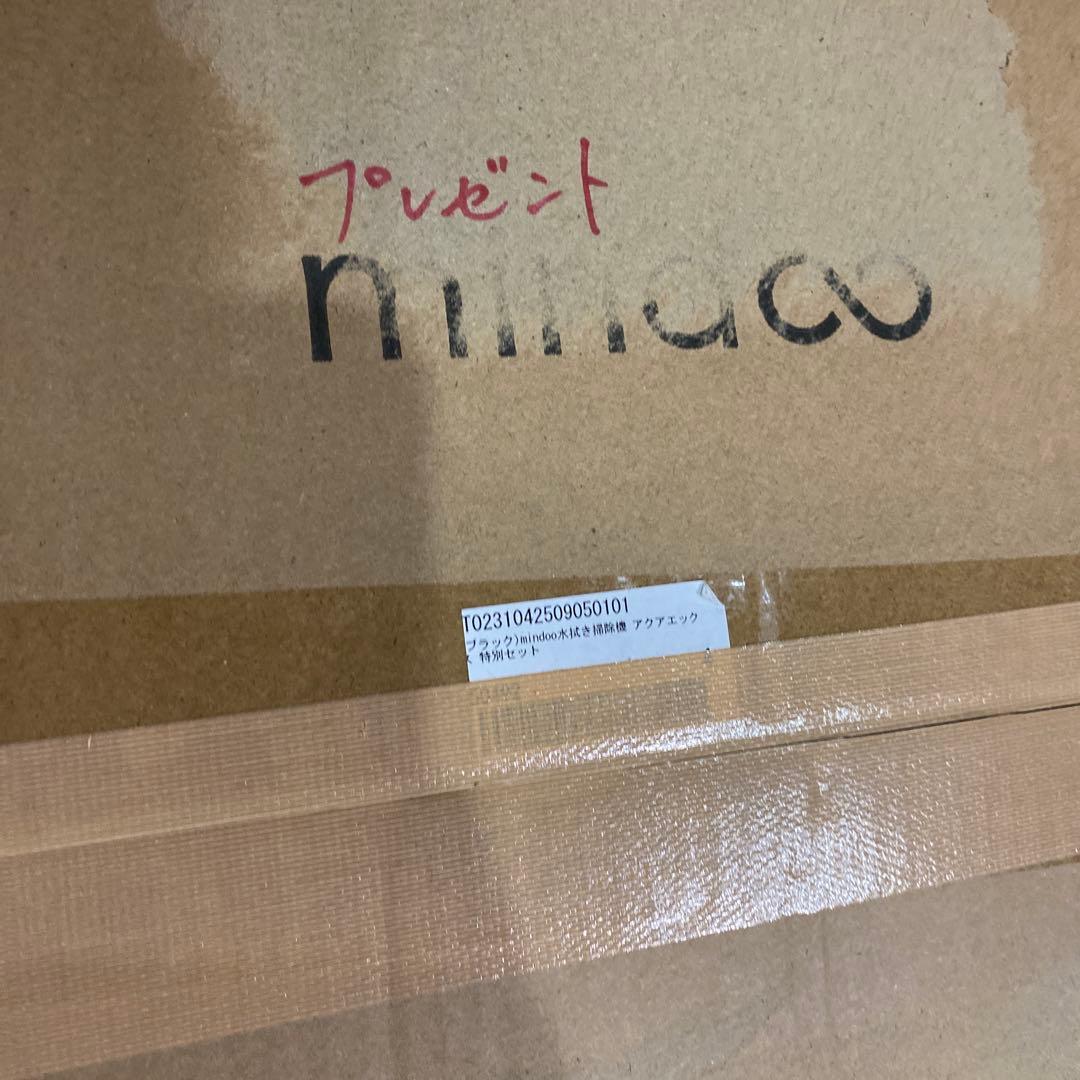 プレゼント
mindoo
T0231042509050101
ブラック)mindoo水拭き掃除機 アクアエック
ス 特別セット